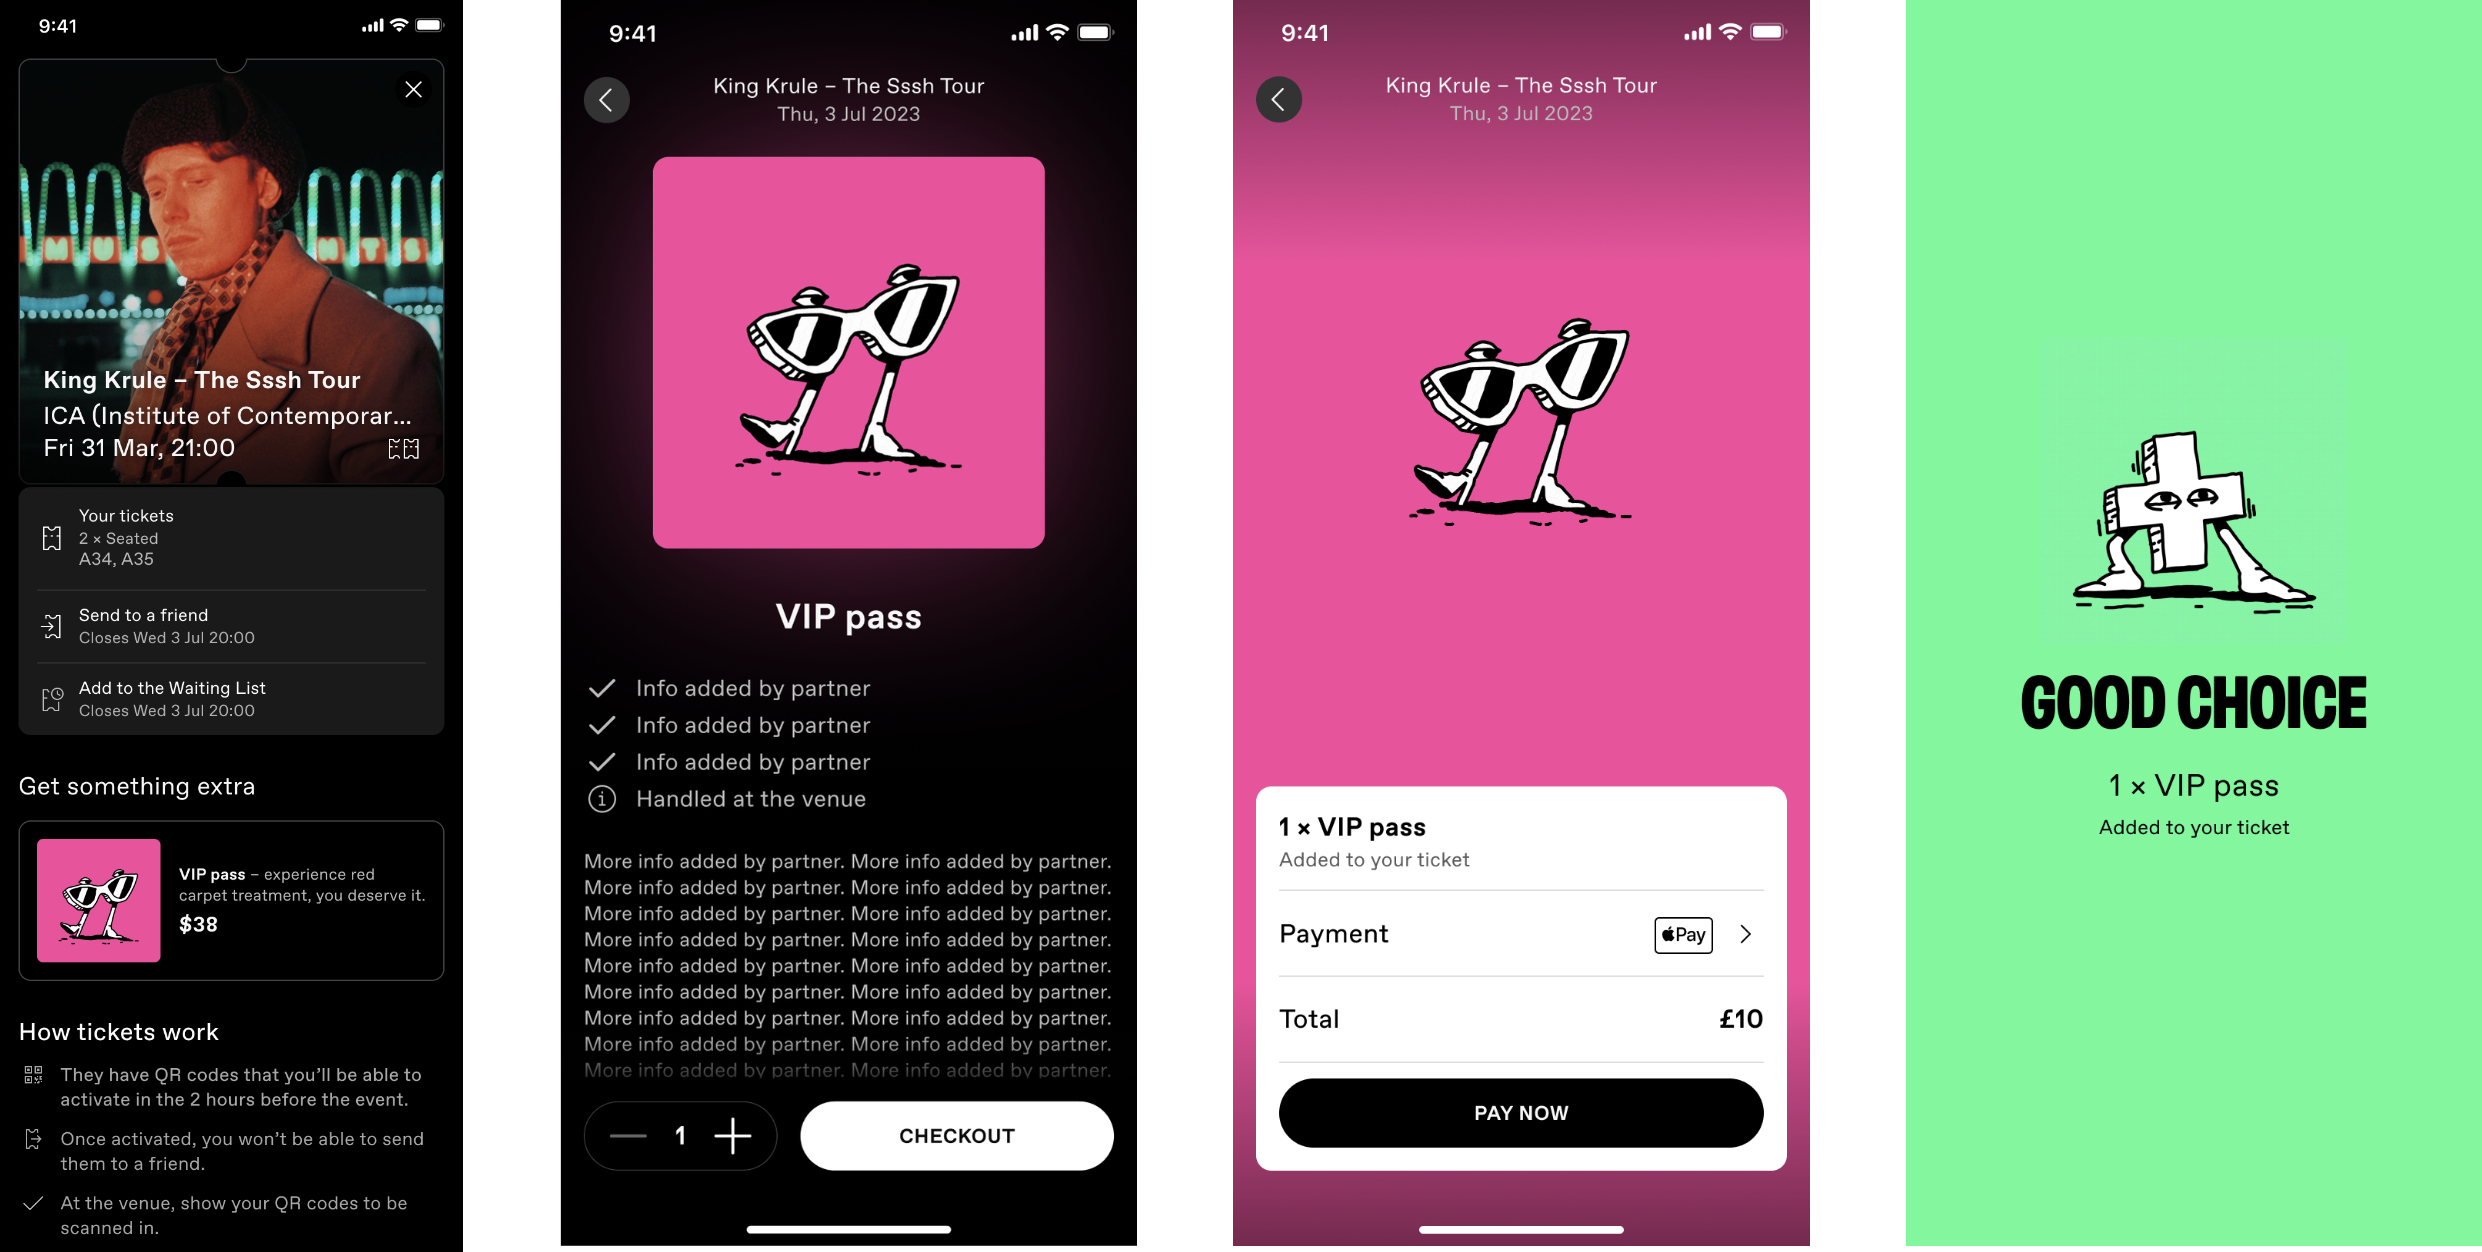 9:41
King Krule – The Sssh Tour
ICA (Institute of Contemporar...
Fri 31 Mar, 21:00
Your tickets
2 × Seated
A34, A35
Send to a friend
Closes Wed 3 Jul 20:00
Add to the Waiting List
Closes Wed 3 Jul 20:00
Get something extra
VIP pass – experience red
carpet treatment, you deserve it.
$38
How tickets work
They have QR codes that you’ll be able to
activate in the 2 hours before the event.
Once activated, you won’t be able to send
them to a friend.
At the venue, show your QR codes to be
scanned in.
9:41
King Krule – The Sssh Tour
Thu, 3 Jul 2023
VIP pass
Info added by partner
Info added by partner
Info added by partner
Handled at the venue
More info added by partner. More info added by partner.
More info added by partner. More info added by partner.
More info added by partner. More info added by partner.
More info added by partner. More info added by partner.
More info added by partner. More info added by partner.
More info added by partner. More info added by partner.
More info added by partner. More info added by partner.
More info added by partner. More info added by partner.
More info added by partner. More info added by partner.
1
CHECKOUT
9:41
King Krule – The Sssh Tour
Thu, 3 Jul 2023
1 × VIP pass
Added to your ticket
Payment
Pay
Total
£10
PAY NOW
GOOD CHOICE
1 × VIP pass
Added to your ticket